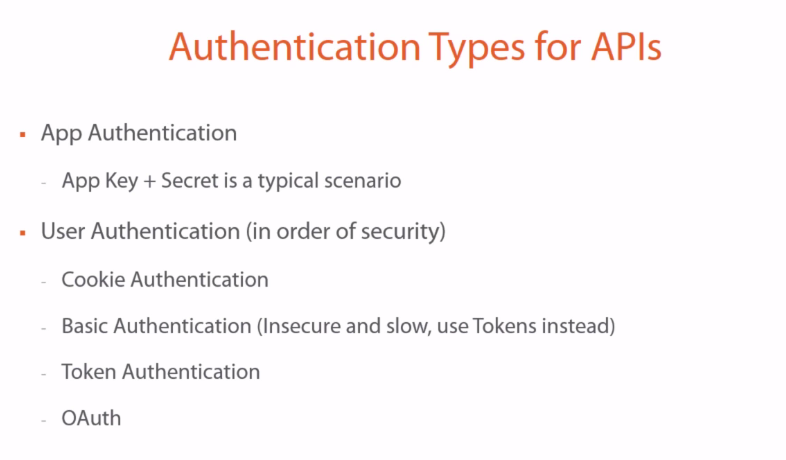 Authentication Types for APIs
▪ App Authentication
- App Key + Secret is a typical scenario
▪ User Authentication (in order of security)
- Cookie Authentication
- Basic Authentication (Insecure and slow, use Tokens instead)
- Token Authentication
- OAuth